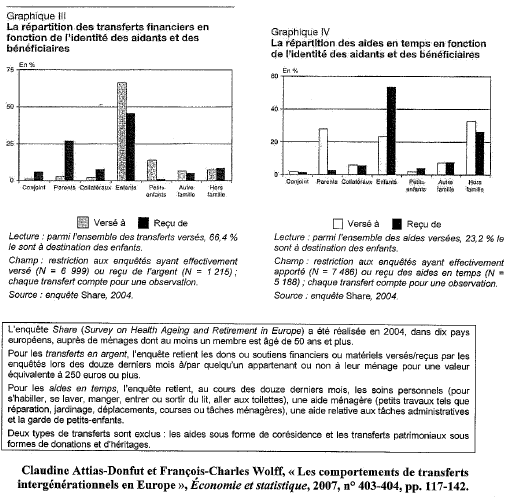 Graphique III
La répartition des transferts financiers en
fonction de l'identité des aidants et des
bénéficiaires
En %
75
50
25
0
Conjoint Parents Collatéraux Enfants Petits-enfants Autre famille Hors famille
Versé à Reçu de
Lecture : parmi l'ensemble des transferts versés, 66,4 %
le sont à destination des enfants.
Champ : restriction aux enquêtés ayant effectivement
versé (N = 6 999) ou reçu de l'argent (N = 1 215) ;
chaque transfert compte pour une observation.
Source : enquête Share, 2004.
Graphique IV
La répartition des aides en temps en fonction
de l'identité des aidants et des bénéficiaires
En %
60
40
20
0
Conjoint Parents Collatéraux Enfants Petits-enfants Autre famille Hors famille
Versé à Reçu de
Lecture : parmi l'ensemble des aides versées, 23,2 % le
sont à destination des enfants.
Champ : restriction aux enquêtés ayant effectivement
apporté (N = 7 486) ou reçu des aides en temps (N =
5 188) ; chaque transfert compte pour une observation.
Source : enquête Share, 2004.
L'enquête Share (Survey on Health Ageing and Retirement in Europe) a été réalisée en 2004, dans dix pays
européens, auprès de ménages dont au moins un membre est âgé de 50 ans et plus.
Pour les transferts en argent, l'enquête retient les dons ou soutiens financiers ou matériels versés/reçus par les
enquêtés lors des douze derniers mois à/par quelqu'un appartenant ou non à leur ménage pour une valeur
équivalente à 250 euros ou plus.
Pour les aides en temps, l'enquête retient, au cours des douze derniers mois, les soins personnels (pour
s'habiller, se laver, manger, entrer ou sortir du lit, aller aux toilettes), une aide ménagère (petits travaux tels que
réparation, jardinage, déplacements, courses ou tâches ménagères), une aide relative aux tâches administratives
et la garde de petits-enfants.
Deux types de transferts sont exclus : les aides sous forme de corésidence et les transferts patrimoniaux sous
formes de donations et d'héritages.
Claudine Attias-Donfut et François-Charles Wolff, « Les comportements de transferts
intergénérationnels en Europe », Économie et statistique, 2007, n° 403-404, pp. 117-142.